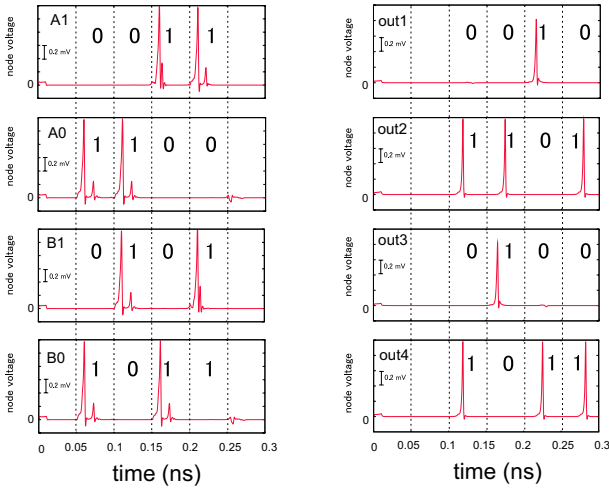 A1
0 0 1 1
node voltage
0.2 mV
0
A0
1 1 0 0
node voltage
0.2 mV
0
B1
0 1 0 1
node voltage
0.2 mV
0
B0
1 0 1 1
node voltage
0.2 mV
0
0 0.05 0.1 0.15 0.2 0.25 0.3
time (ns)
out1
0 0 1 0
node voltage
0.2 mV
0
out2
1 1 0 1
node voltage
0.2 mV
0
out3
0 1 0 0
node voltage
0.2 mV
0
out4
1 0 1 1
node voltage
0.2 mV
0
0 0.05 0.1 0.15 0.2 0.25 0.3
time (ns)